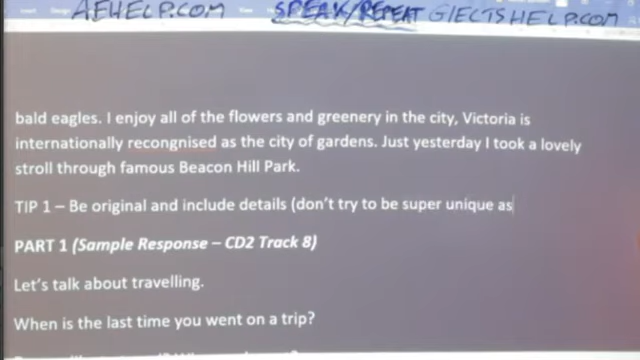 AEHELP.COM SPEAK/REPEAT GIELTSHELP.COM
bald eagles. I enjoy all of the flowers and greenery in the city, Victoria is
internationally recongnised as the city of gardens. Just yesterday I took a lovely
stroll through famous Beacon Hill Park.
TIP 1 – Be original and include details (don't try to be super unique as
PART 1 (Sample Response – CD2 Track 8)
Let's talk about travelling.
When is the last time you went on a trip?